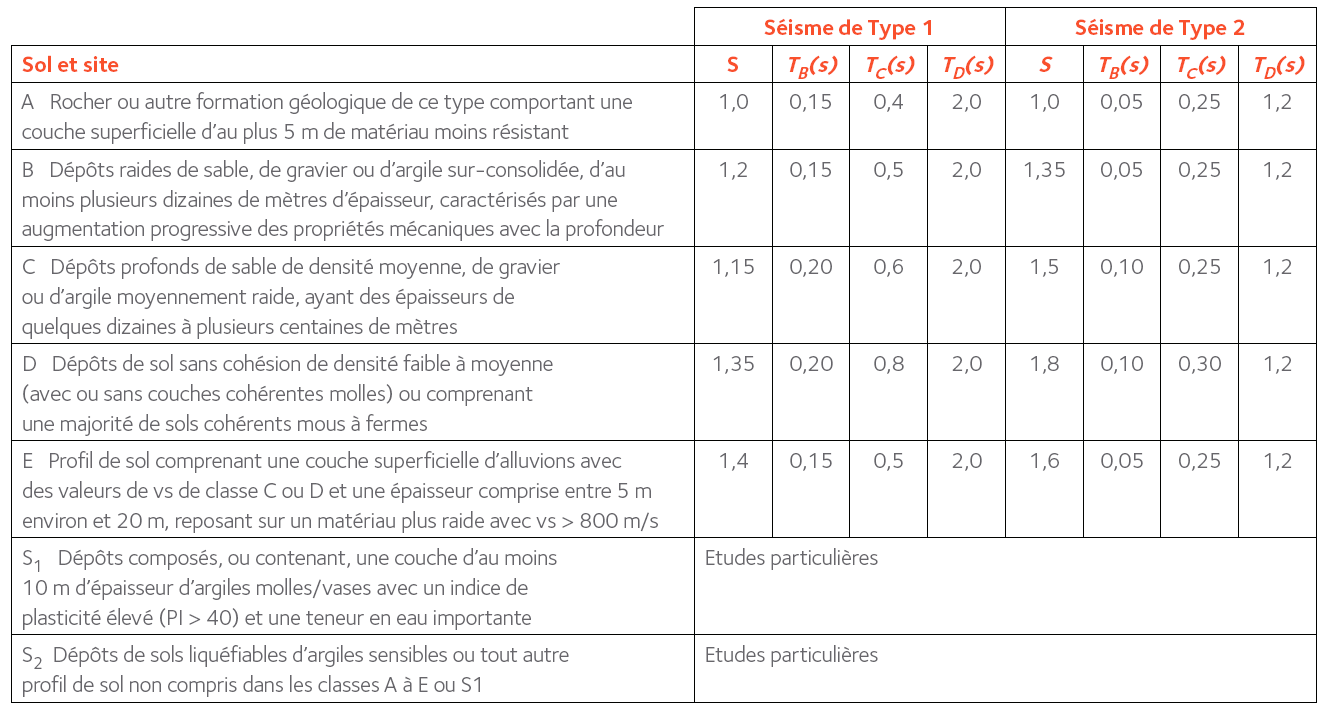 Séisme de Type 1 Séisme de Type 2
Sol et site S T_B(s) T_C(s) T_D(s) S T_B(s) T_C(s) T_D(s)
A Rocher ou autre formation géologique de ce type comportant une 1,0 0,15 0,4 2,0 1,0 0,05 0,25 1,2
couche superficielle d'au plus 5 m de matériau moins résistant
B Dépôts raides de sable, de gravier ou d'argile sur-consolidée, d'au 1,2 0,15 0,5 2,0 1,35 0,05 0,25 1,2
moins plusieurs dizaines de mètres d'épaisseur, caractérisés par une
augmentation progressive des propriétés mécaniques avec la profondeur
C Dépôts profonds de sable de densité moyenne, de gravier 1,15 0,20 0,6 2,0 1,5 0,10 0,25 1,2
ou d'argile moyennement raide, ayant des épaisseurs de
quelques dizaines à plusieurs centaines de mètres
D Dépôts de sol sans cohésion de densité faible à moyenne 1,35 0,20 0,8 2,0 1,8 0,10 0,30 1,2
(avec ou sans couches cohérentes molles) ou comprenant
une majorité de sols cohérents mous à fermes
E Profil de sol comprenant une couche superficielle d'alluvions avec 1,4 0,15 0,5 2,0 1,6 0,05 0,25 1,2
des valeurs de vs de classe C ou D et une épaisseur comprise entre 5 m
environ et 20 m, reposant sur un matériau plus raide avec vs > 800 m/s
S1 Dépôts composés, ou contenant, une couche d'au moins Etudes particulières
10 m d'épaisseur d'argiles molles/vases avec un indice de
plasticité élevé (PI > 40) et une teneur en eau importante
S2 Dépôts de sols liquéfiables d'argiles sensibles ou tout autre Etudes particulières
profil de sol non compris dans les classes A à E ou S1